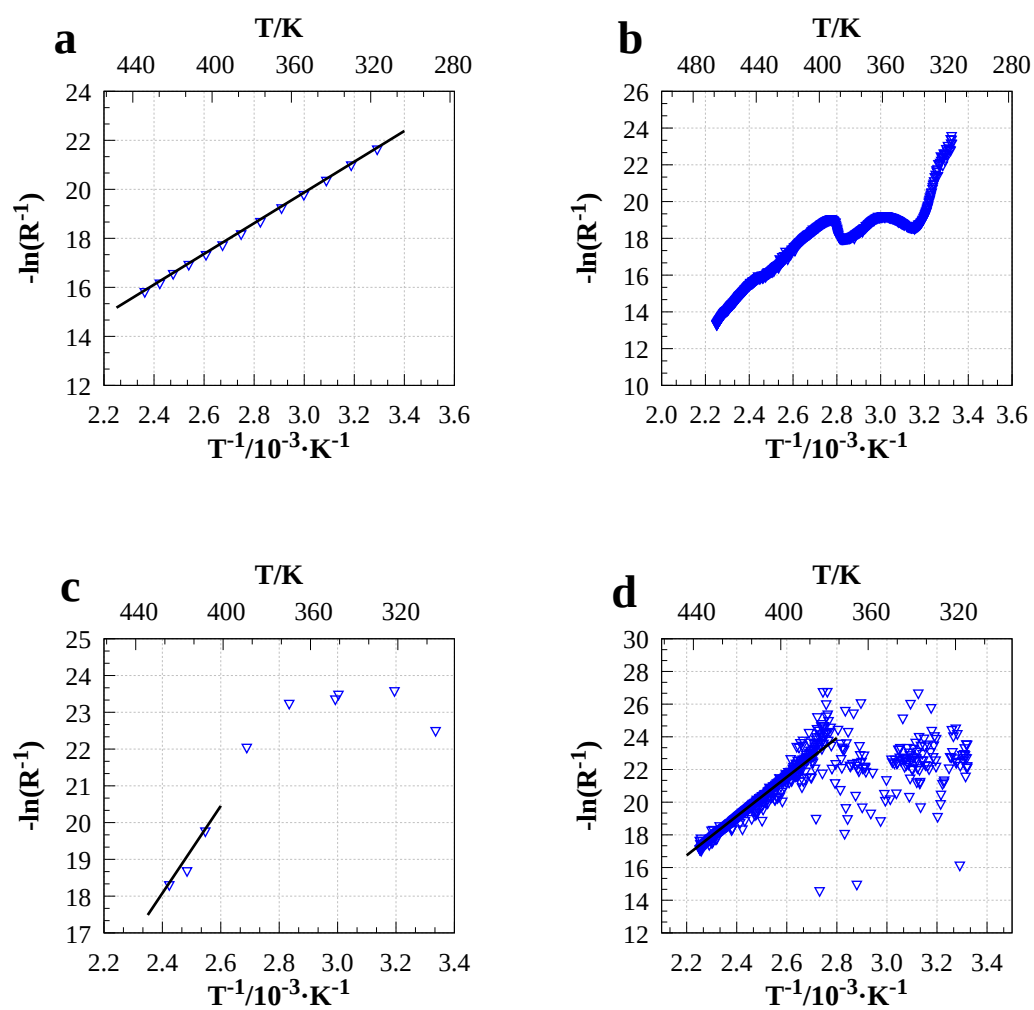 a
T/K
440 400 360 320 280
24
22
20
18
16
14
12
-ln(R⁻¹)
2.2 2.4 2.6 2.8 3.0 3.2 3.4 3.6
T⁻¹/10⁻³·K⁻¹
b
T/K
480 440 400 360 320 280
26
24
22
20
18
16
14
12
10
-ln(R⁻¹)
2.0 2.2 2.4 2.6 2.8 3.0 3.2 3.4 3.6
T⁻¹/10⁻³·K⁻¹
c
T/K
440 400 360 320
25
24
23
22
21
20
19
18
17
-ln(R⁻¹)
2.2 2.4 2.6 2.8 3.0 3.2 3.4
T⁻¹/10⁻³·K⁻¹
d
T/K
440 400 360 320
30
28
26
24
22
20
18
16
14
12
-ln(R⁻¹)
2.2 2.4 2.6 2.8 3.0 3.2 3.4
T⁻¹/10⁻³·K⁻¹